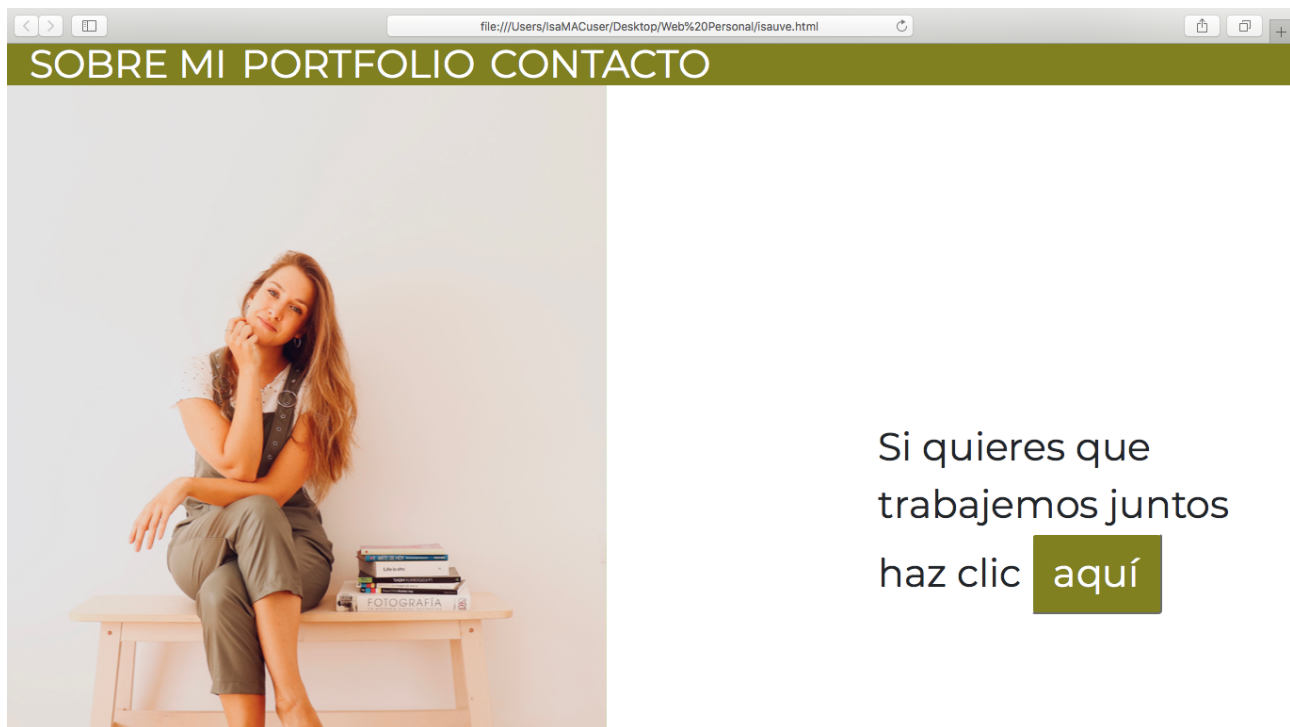 file:///Users/IsaMACuser/Desktop/Web%20Personal/isauve.html
SOBRE MI PORTFOLIO CONTACTO
Si quieres que
trabajemos juntos
haz clic aquí
FOTOGRAFÍA